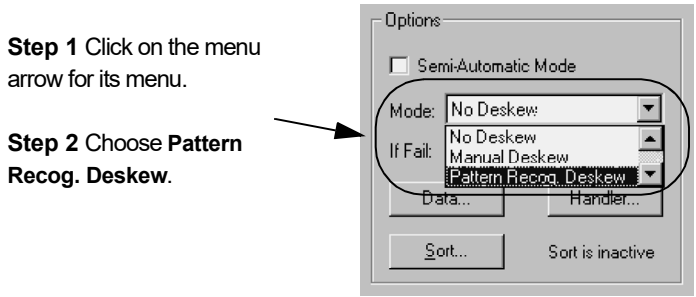 Step 1 Click on the menu
arrow for its menu.
Step 2 Choose Pattern
Recog. Deskew.
Options
Semi-Automatic Mode
Mode: No Deskew
No Deskew
If Fail: Manual Deskew
Pattern Recog. Deskew
Data... Handler...
Sort... Sort is inactive